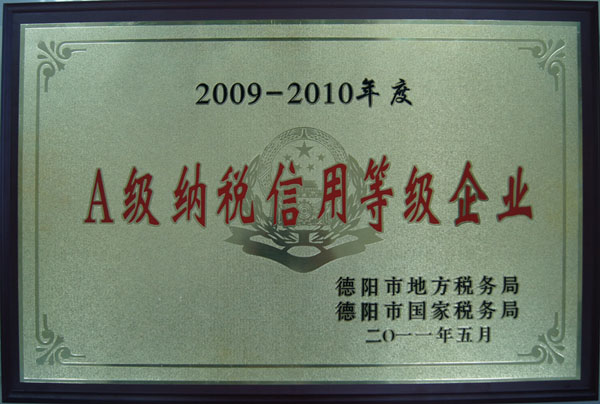 2009-2010年度
A级纳税信用等级企业
德阳市地方税务局
德阳市国家税务局
二O一一年五月